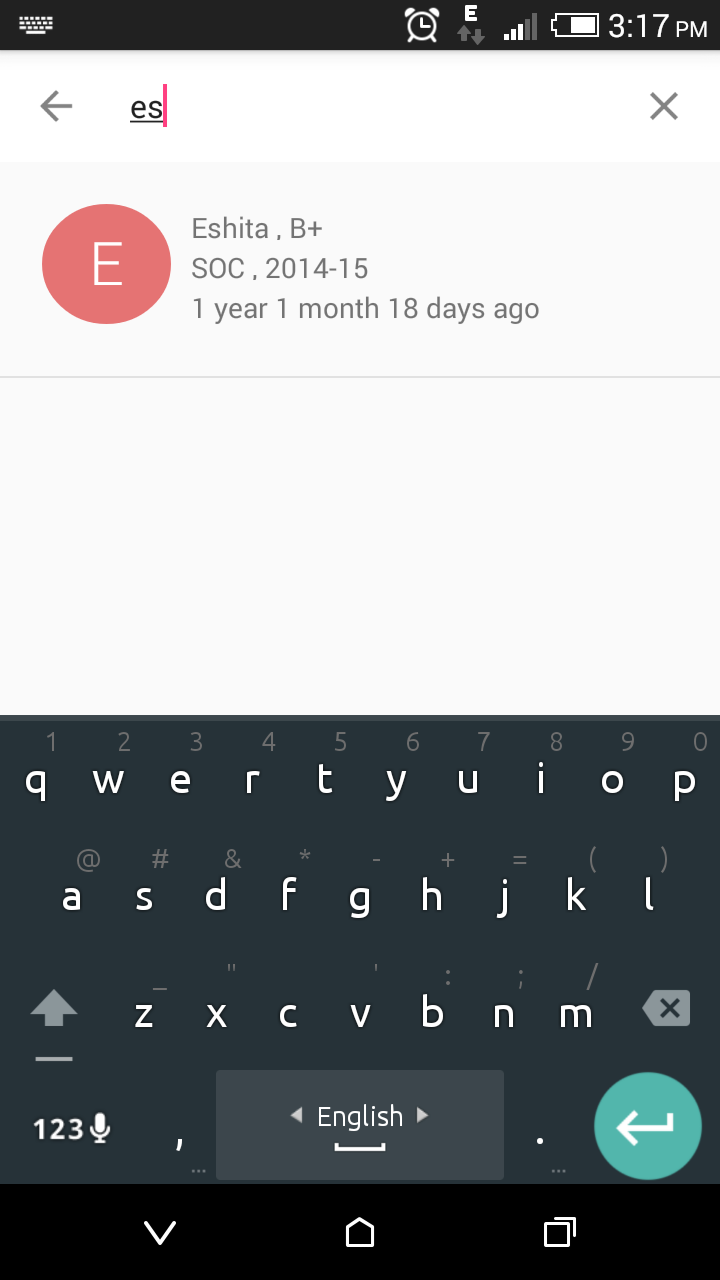 E
3:17 PM
es
E
Eshita , B+
SOC , 2014-15
1 year 1 month 18 days ago
1 2 3 4 5 6 7 8 9 0
q w e r t y u i o p
@ # & * - + = ( )
a s d f g h j k l
_ " ' : ; /
z x c v b n m
123 , English .
... ...